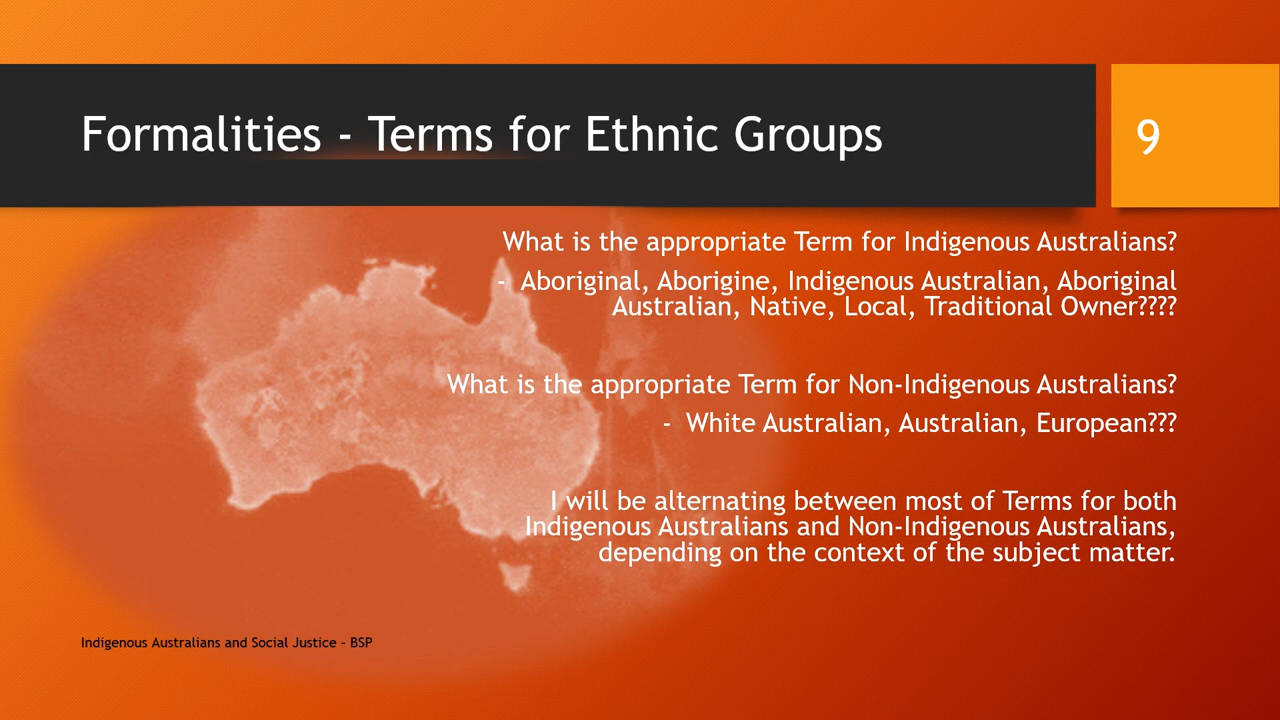 Formalities - Terms for Ethnic Groups
9
What is the appropriate Term for Indigenous Australians?
- Aboriginal, Aborigine, Indigenous Australian, Aboriginal
Australian, Native, Local, Traditional Owner????
What is the appropriate Term for Non-Indigenous Australians?
- White Australian, Australian, European???
I will be alternating between most of Terms for both
Indigenous Australians and Non-Indigenous Australians,
depending on the context of the subject matter.
Indigenous Australians and Social Justice - BSP